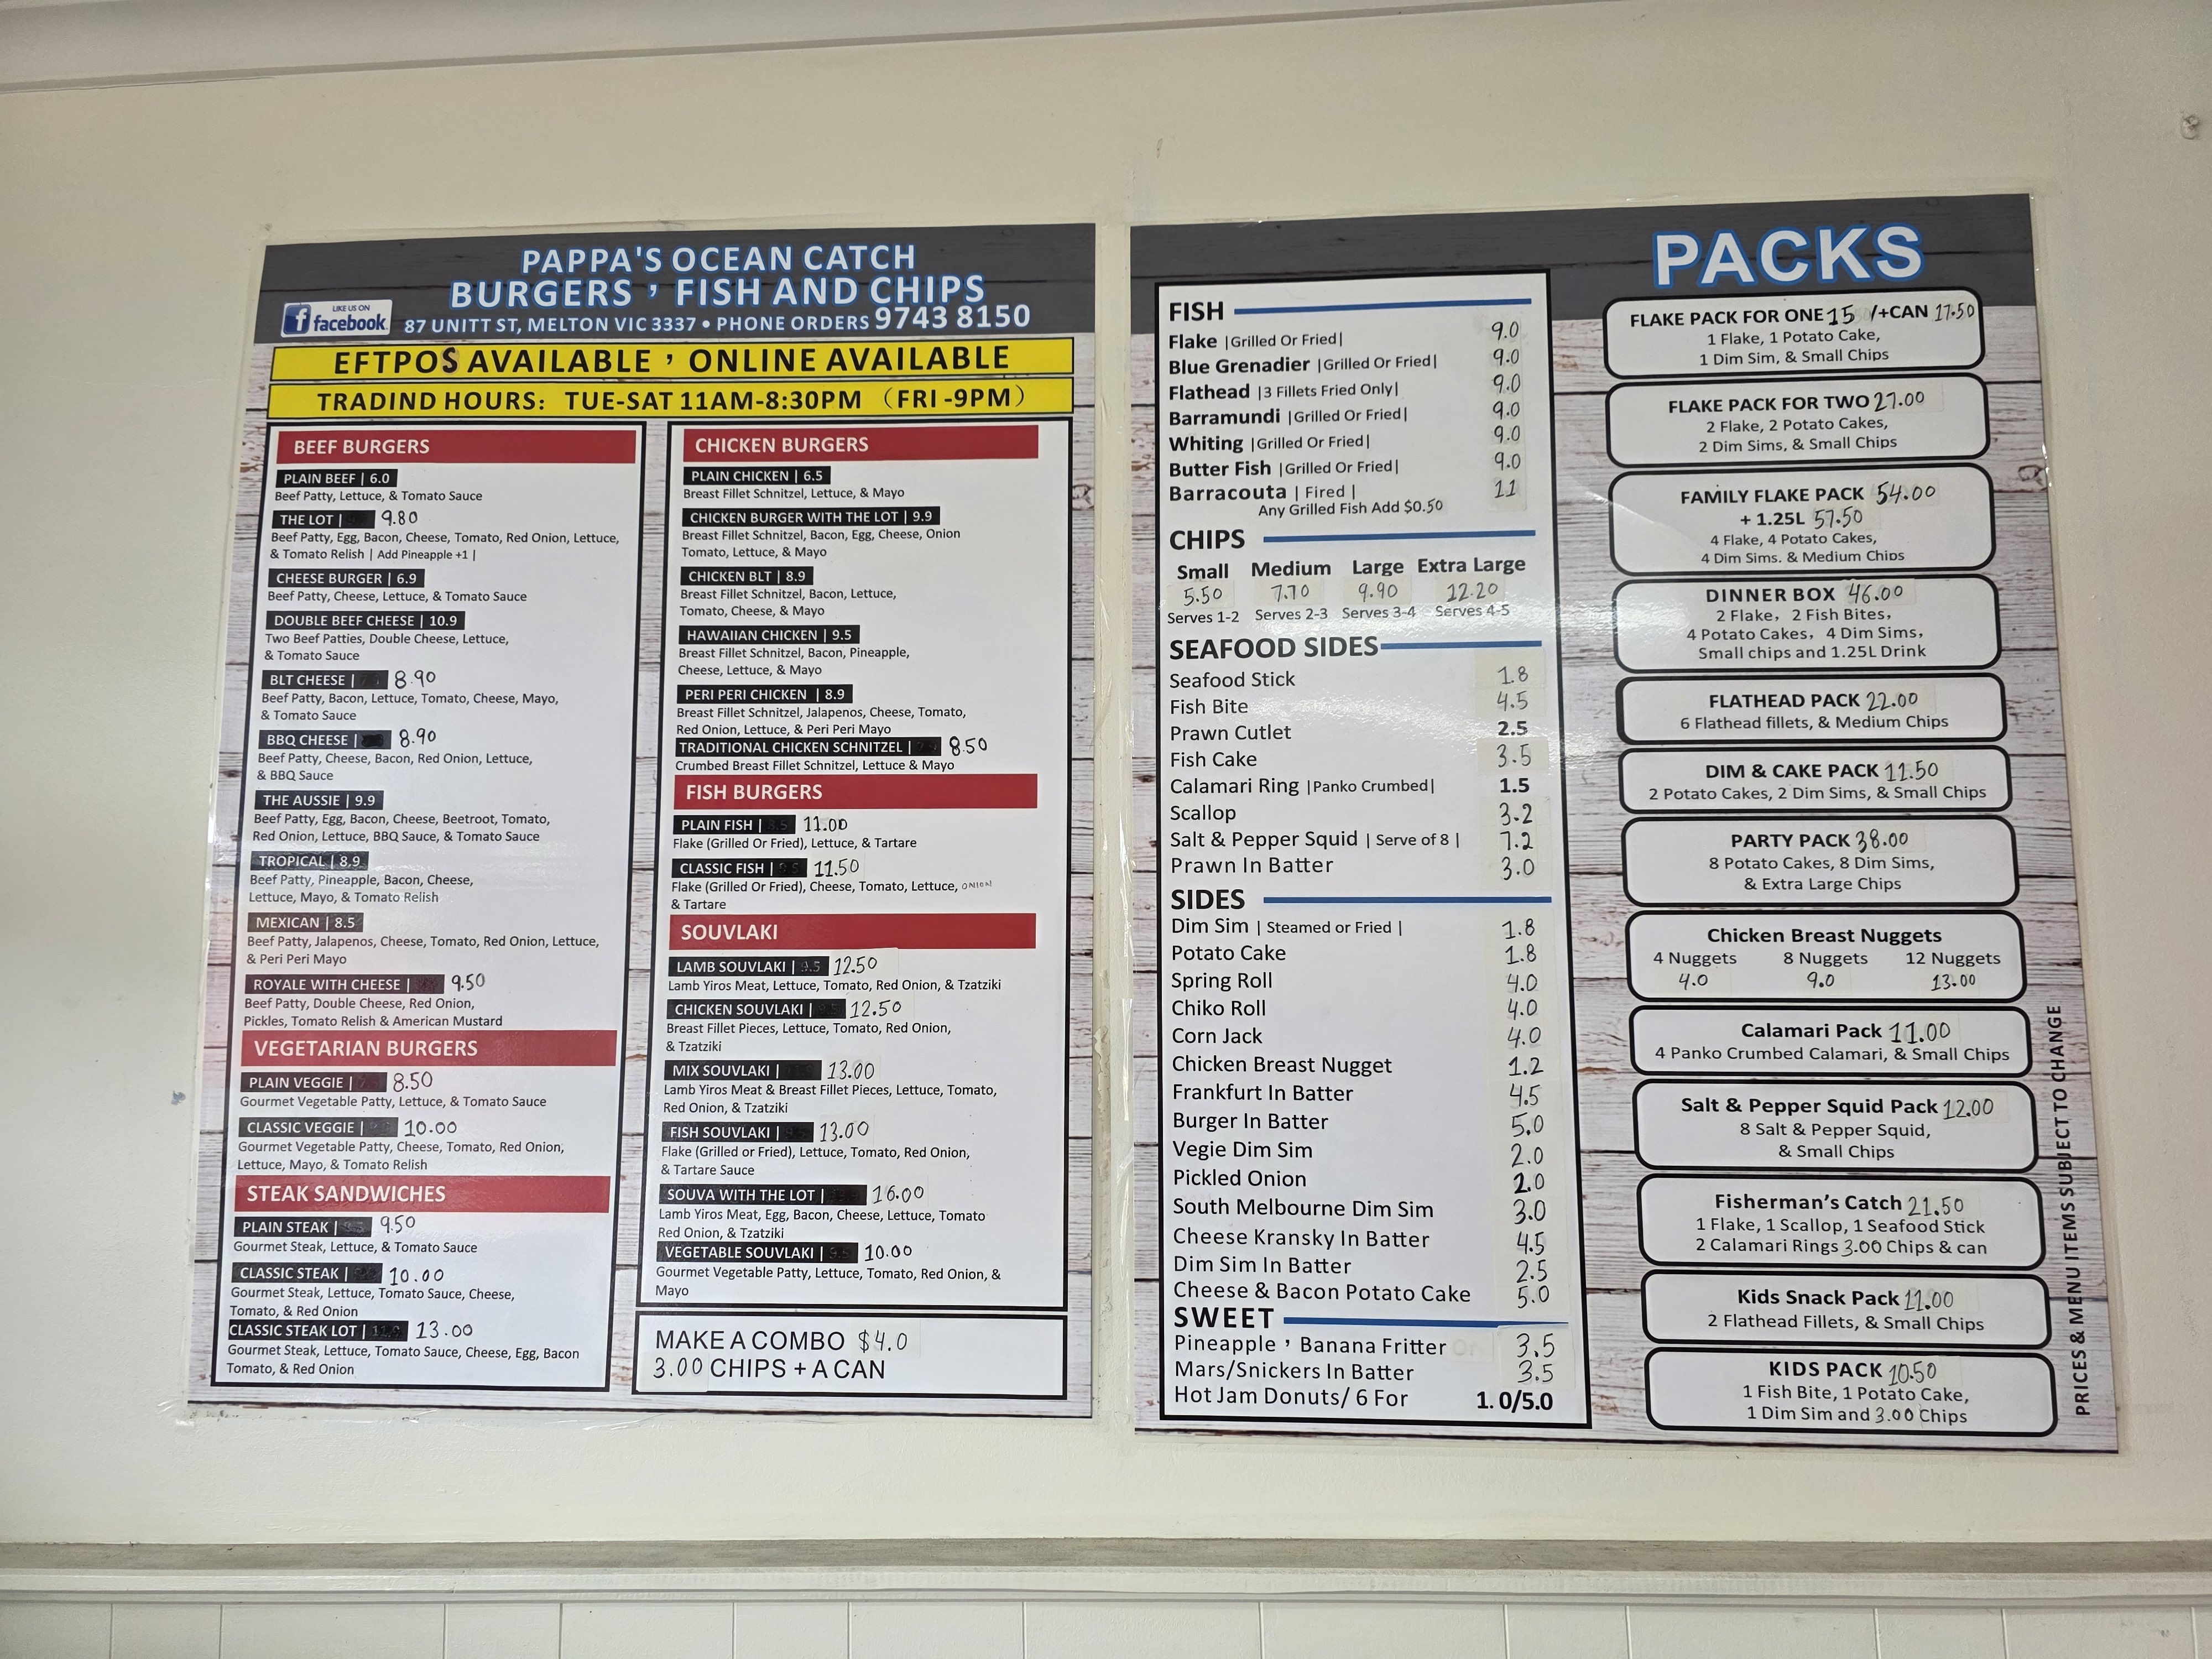 PAPPA'S OCEAN CATCH
BURGERS , FISH AND CHIPS
LIKE US ON
facebook
87 UNITT ST, MELTON VIC 3337 • PHONE ORDERS 9743 8150
EFTPOS AVAILABLE , ONLINE AVAILABLE
TRADIND HOURS: TUE-SAT 11AM-8:30PM (FRI -9PM)
BEEF BURGERS
PLAIN BEEF | 6.0
Beef Patty, Lettuce, & Tomato Sauce
THE LOT | 9.80
Beef Patty, Egg, Bacon, Cheese, Tomato, Red Onion, Lettuce,
& Tomato Relish | Add Pineapple +1 |
CHEESE BURGER | 6.9
Beef Patty, Cheese, Lettuce, & Tomato Sauce
DOUBLE BEEF CHEESE | 10.9
Two Beef Patties, Double Cheese, Lettuce,
& Tomato Sauce
BLT CHEESE | 8.90
Beef Patty, Bacon, Lettuce, Tomato, Cheese, Mayo,
& Tomato Sauce
BBQ CHEESE | 8.90
Beef Patty, Cheese, Bacon, Red Onion, Lettuce,
& BBQ Sauce
THE AUSSIE | 9.9
Beef Patty, Egg, Bacon, Cheese, Beetroot, Tomato,
Red Onion, Lettuce, BBQ Sauce, & Tomato Sauce
TROPICAL | 8.9
Beef Patty, Pineapple, Bacon, Cheese,
Lettuce, Mayo, & Tomato Relish
MEXICAN | 8.5
Beef Patty, Jalapenos, Cheese, Tomato, Red Onion, Lettuce,
& Peri Peri Mayo
ROYALE WITH CHEESE | 9.50
Beef Patty, Double Cheese, Red Onion,
Pickles, Tomato Relish & American Mustard
VEGETARIAN BURGERS
PLAIN VEGGIE | 8.50
Gourmet Vegetable Patty, Lettuce, & Tomato Sauce
CLASSIC VEGGIE | 10.00
Gourmet Vegetable Patty, Cheese, Tomato, Red Onion,
Lettuce, Mayo, & Tomato Relish
STEAK SANDWICHES
PLAIN STEAK | 9.50
Gourmet Steak, Lettuce, & Tomato Sauce
CLASSIC STEAK | 10.00
Gourmet Steak, Lettuce, Tomato Sauce, Cheese,
Tomato, & Red Onion
CLASSIC STEAK LOT | 13.00
Gourmet Steak, Lettuce, Tomato Sauce, Cheese, Egg, Bacon
Tomato, & Red Onion
CHICKEN BURGERS
PLAIN CHICKEN | 6.5
Breast Fillet Schnitzel, Lettuce, & Mayo
CHICKEN BURGER WITH THE LOT | 9.9
Breast Fillet Schnitzel, Bacon, Egg, Cheese, Onion
Tomato, Lettuce, & Mayo
CHICKEN BLT | 8.9
Breast Fillet Schnitzel, Bacon, Lettuce,
Tomato, Cheese, & Mayo
HAWAIIAN CHICKEN | 9.5
Breast Fillet Schnitzel, Bacon, Pineapple,
Cheese, Lettuce, & Mayo
PERI PERI CHICKEN | 8.9
Breast Fillet Schnitzel, Jalapenos, Cheese, Tomato,
Red Onion, Lettuce, & Peri Peri Mayo
TRADITIONAL CHICKEN SCHNITZEL | 8.50
Crumbed Breast Fillet Schnitzel, Lettuce & Mayo
FISH BURGERS
PLAIN FISH | 11.00
Flake (Grilled Or Fried), Lettuce, & Tartare
CLASSIC FISH | 11.50
Flake (Grilled Or Fried), Cheese, Tomato, Lettuce, ONION
& Tartare
SOUVLAKI
LAMB SOUVLAKI | 12.50
Lamb Yiros Meat, Lettuce, Tomato, Red Onion, & Tzatziki
CHICKEN SOUVLAKI | 12.50
Breast Fillet Pieces, Lettuce, Tomato, Red Onion,
& Tzatziki
MIX SOUVLAKI | 13.00
Lamb Yiros Meat & Breast Fillet Pieces, Lettuce, Tomato,
Red Onion, & Tzatziki
FISH SOUVLAKI | 13.00
Flake (Grilled or Fried), Lettuce, Tomato, Red Onion,
& Tartare Sauce
SOUVA WITH THE LOT | 16.00
Lamb Yiros Meat, Egg, Bacon, Cheese, Lettuce, Tomato
Red Onion, & Tzatziki
VEGETABLE SOUVLAKI | 10.00
Gourmet Vegetable Patty, Lettuce, Tomato, Red Onion, &
Mayo
MAKE A COMBO $4.0
3.00 CHIPS + A CAN
FISH
Flake |Grilled Or Fried| 9.0
Blue Grenadier |Grilled Or Fried| 9.0
Flathead |3 Fillets Fried Only| 9.0
Barramundi |Grilled Or Fried| 9.0
Whiting |Grilled Or Fried| 9.0
Butter Fish |Grilled Or Fried| 9.0
Barracouta | Fired | 11
Any Grilled Fish Add $0.50
CHIPS
Small Medium Large Extra Large
5.50 7.70 9.90 12.20
Serves 1-2 Serves 2-3 Serves 3-4 Serves 4-5
SEAFOOD SIDES
Seafood Stick 1.8
Fish Bite 4.5
Prawn Cutlet 2.5
Fish Cake 3.5
Calamari Ring |Panko Crumbed| 1.5
Scallop 3.2
Salt & Pepper Squid | Serve of 8 | 7.2
Prawn In Batter 3.0
SIDES
Dim Sim | Steamed or Fried | 1.8
Potato Cake 1.8
Spring Roll 4.0
Chiko Roll 4.0
Corn Jack 4.0
Chicken Breast Nugget 1.2
Frankfurt In Batter 4.5
Burger In Batter 5.0
Vegie Dim Sim 2.0
Pickled Onion 2.0
South Melbourne Dim Sim 3.0
Cheese Kransky In Batter 4.5
Dim Sim In Batter 2.5
Cheese & Bacon Potato Cake 5.0
SWEET
Pineapple , Banana Fritter 3.5
Mars/Snickers In Batter 3.5
Hot Jam Donuts/ 6 For 1.0/5.0
PACKS
FLAKE PACK FOR ONE 15 /+CAN 17.50
1 Flake, 1 Potato Cake,
1 Dim Sim, & Small Chips
FLAKE PACK FOR TWO 27.00
2 Flake, 2 Potato Cakes,
2 Dim Sims, & Small Chips
FAMILY FLAKE PACK 54.00
+ 1.25L 57.50
4 Flake, 4 Potato Cakes,
4 Dim Sims. & Medium Chips
DINNER BOX 46.00
2 Flake, 2 Fish Bites,
4 Potato Cakes, 4 Dim Sims,
Small chips and 1.25L Drink
FLATHEAD PACK 22.00
6 Flathead fillets, & Medium Chips
DIM & CAKE PACK 11.50
2 Potato Cakes, 2 Dim Sims, & Small Chips
PARTY PACK 38.00
8 Potato Cakes, 8 Dim Sims,
& Extra Large Chips
Chicken Breast Nuggets
4 Nuggets 8 Nuggets 12 Nuggets
4.0 9.0 13.00
Calamari Pack 11.00
4 Panko Crumbed Calamari, & Small Chips
Salt & Pepper Squid Pack 12.00
8 Salt & Pepper Squid,
& Small Chips
Fisherman's Catch 21.50
1 Flake, 1 Scallop, 1 Seafood Stick
2 Calamari Rings 3.00 Chips & can
Kids Snack Pack 11.00
2 Flathead Fillets, & Small Chips
KIDS PACK 10.50
1 Fish Bite, 1 Potato Cake,
1 Dim Sim and 3.00 Chips
PRICES & MENU ITEMS SUBJECT TO CHANGE